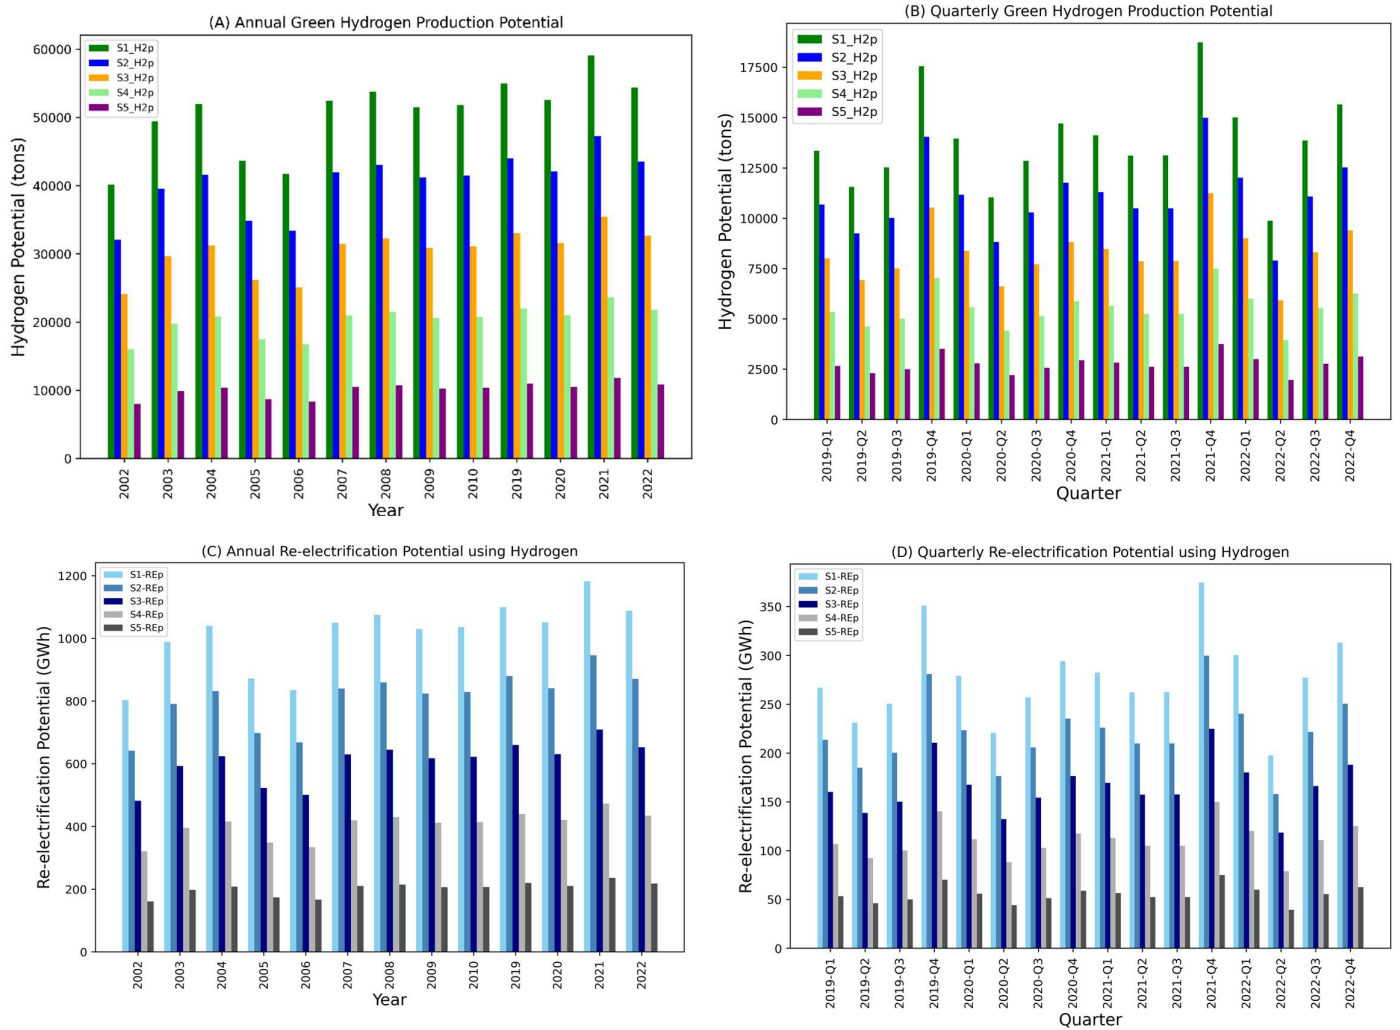 (A) Annual Green Hydrogen Production Potential
S1_H2p
S2_H2p
S3_H2p
S4_H2p
S5_H2p
Hydrogen Potential (tons)
60000
50000
40000
30000
20000
10000
0
2002
2003
2004
2005
2006
2007
2008
2009
2010
2019
2020
2021
2022
Year
(B) Quarterly Green Hydrogen Production Potential
S1_H2p
S2_H2p
S3_H2p
S4_H2p
S5_H2p
Hydrogen Potential (tons)
17500
15000
12500
10000
7500
5000
2500
0
2019-Q1
2019-Q2
2019-Q3
2019-Q4
2020-Q1
2020-Q2
2020-Q3
2020-Q4
2021-Q1
2021-Q2
2021-Q3
2021-Q4
2022-Q1
2022-Q2
2022-Q3
2022-Q4
Quarter
(C) Annual Re-electrification Potential using Hydrogen
S1-REp
S2-REp
S3-REp
S4-REp
S5-REp
Re-electrification Potential (GWh)
1200
1000
800
600
400
200
0
2002
2003
2004
2005
2006
2007
2008
2009
2010
2019
2020
2021
2022
Year
(D) Quarterly Re-electrification Potential using Hydrogen
S1-REp
S2-REp
S3-REp
S4-REp
S5-REp
Re-electrification Potential (GWh)
350
300
250
200
150
100
50
0
2019-Q1
2019-Q2
2019-Q3
2019-Q4
2020-Q1
2020-Q2
2020-Q3
2020-Q4
2021-Q1
2021-Q2
2021-Q3
2021-Q4
2022-Q1
2022-Q2
2022-Q3
2022-Q4
Quarter